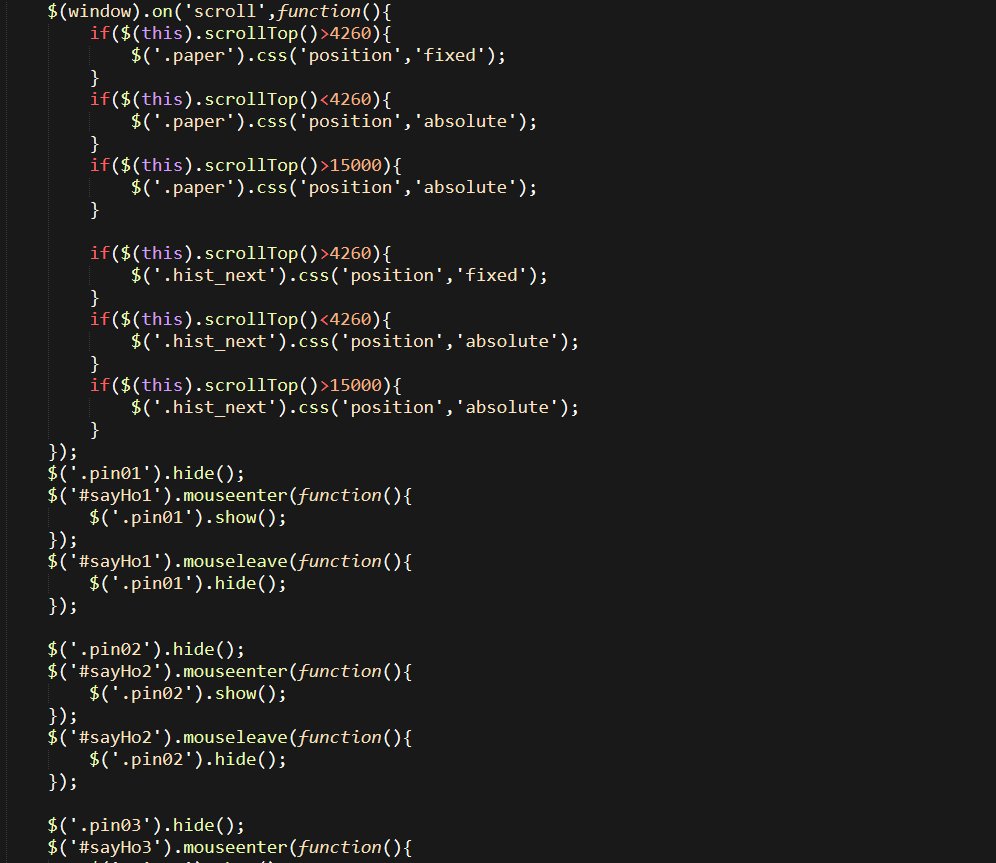 $(window).on('scroll',function(){
if($(this).scrollTop()>4260){
$('.paper').css('position','fixed');
}
if($(this).scrollTop()<4260){
$('.paper').css('position','absolute');
}
if($(this).scrollTop()>15000){
$('.paper').css('position','absolute');
}
if($(this).scrollTop()>4260){
$('.hist_next').css('position','fixed');
}
if($(this).scrollTop()<4260){
$('.hist_next').css('position','absolute');
}
if($(this).scrollTop()>15000){
$('.hist_next').css('position','absolute');
}
});
$('.pin01').hide();
$('#sayHo1').mouseenter(function(){
$('.pin01').show();
});
$('#sayHo1').mouseleave(function(){
$('.pin01').hide();
});
$('.pin02').hide();
$('#sayHo2').mouseenter(function(){
$('.pin02').show();
});
$('#sayHo2').mouseleave(function(){
$('.pin02').hide();
});
$('.pin03').hide();
$('#sayHo3').mouseenter(function(){